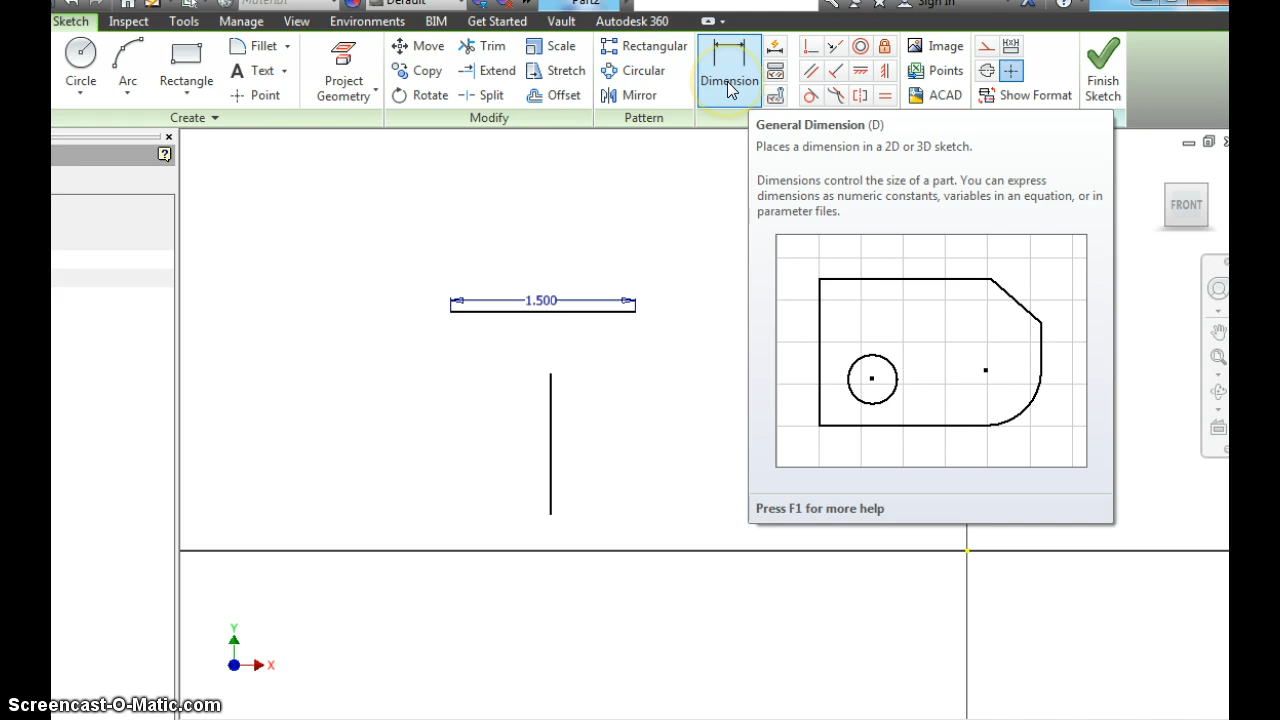 Material
Default
Part2
Sign In
Sketch Inspect Tools Manage View Environments BIM Get Started Vault Autodesk 360
Circle Arc Rectangle
Fillet
Text
Point
Project
Geometry
Move Trim Scale
Copy Extend Stretch
Rotate Split Offset
Rectangular
Circular
Mirror
Dimension
Image
Points
ACAD
Show Format
Finish
Sketch
Create Modify Pattern
General Dimension (D)
Places a dimension in a 2D or 3D sketch.
Dimensions control the size of a part. You can express
dimensions as numeric constants, variables in an equation, or in
parameter files.
Press F1 for more help
FRONT
1.500
Y
X
Screencast-O-Matic.com